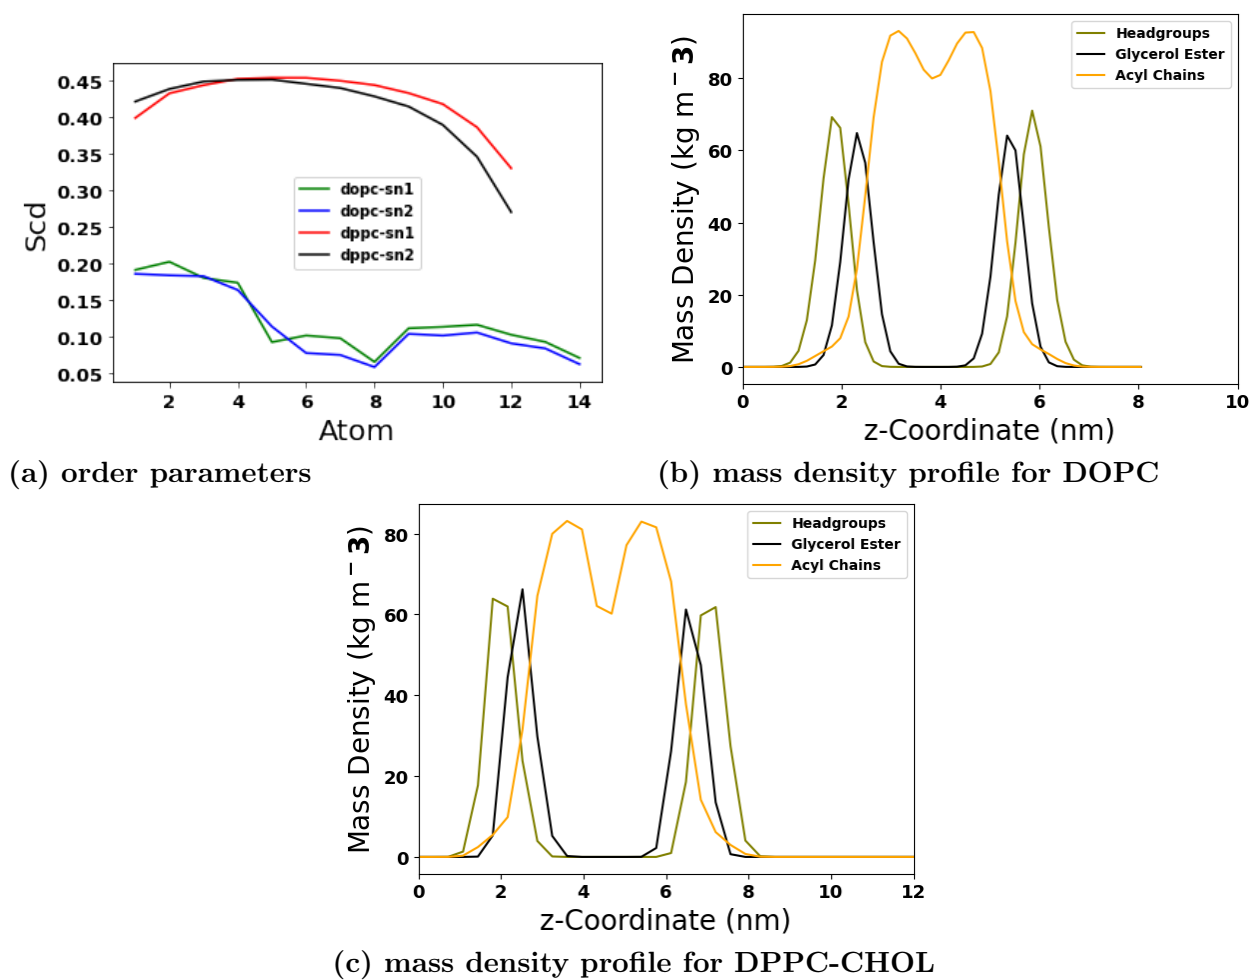 0.45
0.40
0.35
0.30
0.25
0.20
0.15
0.10
0.05
Scd
dopc-sn1
dopc-sn2
dppc-sn1
dppc-sn2
2 4 6 8 10 12 14
Atom
(a) order parameters
Mass Density (kg m⁻3)
80
60
40
20
0
Headgroups
Glycerol Ester
Acyl Chains
0 2 4 6 8 10
z-Coordinate (nm)
(b) mass density profile for DOPC
Mass Density (kg m⁻3)
80
60
40
20
0
Headgroups
Glycerol Ester
Acyl Chains
0 2 4 6 8 10 12
z-Coordinate (nm)
(c) mass density profile for DPPC-CHOL